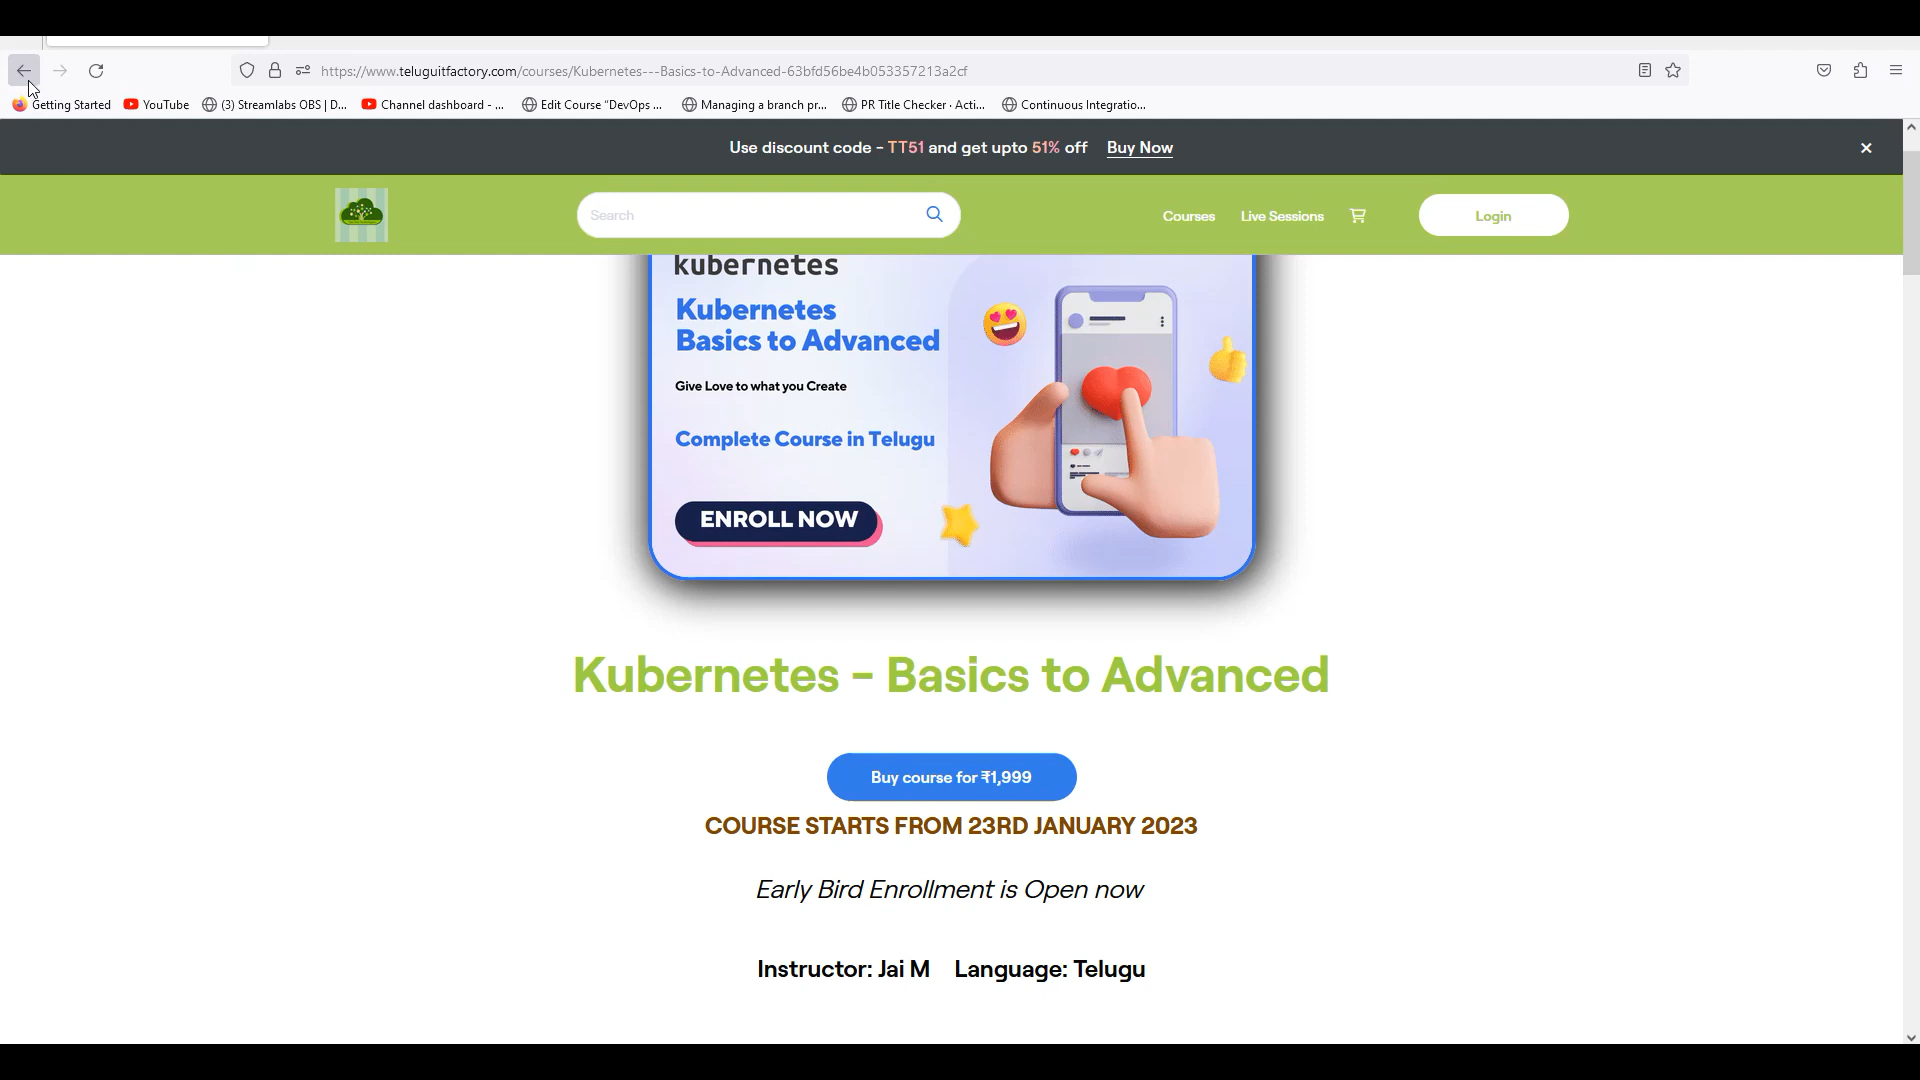 https://www.teluguitfactory.com/courses/Kubernetes---Basics-to-Advanced-63bfd56be4b053357213a2cf
Getting Started YouTube (3) Streamlabs OBS | D... Channel dashboard - ... Edit Course "DevOps ... Managing a branch pr... PR Title Checker · Acti... Continuous Integratio...
Use discount code - TT51 and get upto 51% off Buy Now
Search Courses Live Sessions Login
kubernetes
Kubernetes
Basics to Advanced
Give Love to what you Create
Complete Course in Telugu
ENROLL NOW
Kubernetes - Basics to Advanced
Buy course for ₹1,999
COURSE STARTS FROM 23RD JANUARY 2023
Early Bird Enrollment is Open now
Instructor: Jai M Language: Telugu